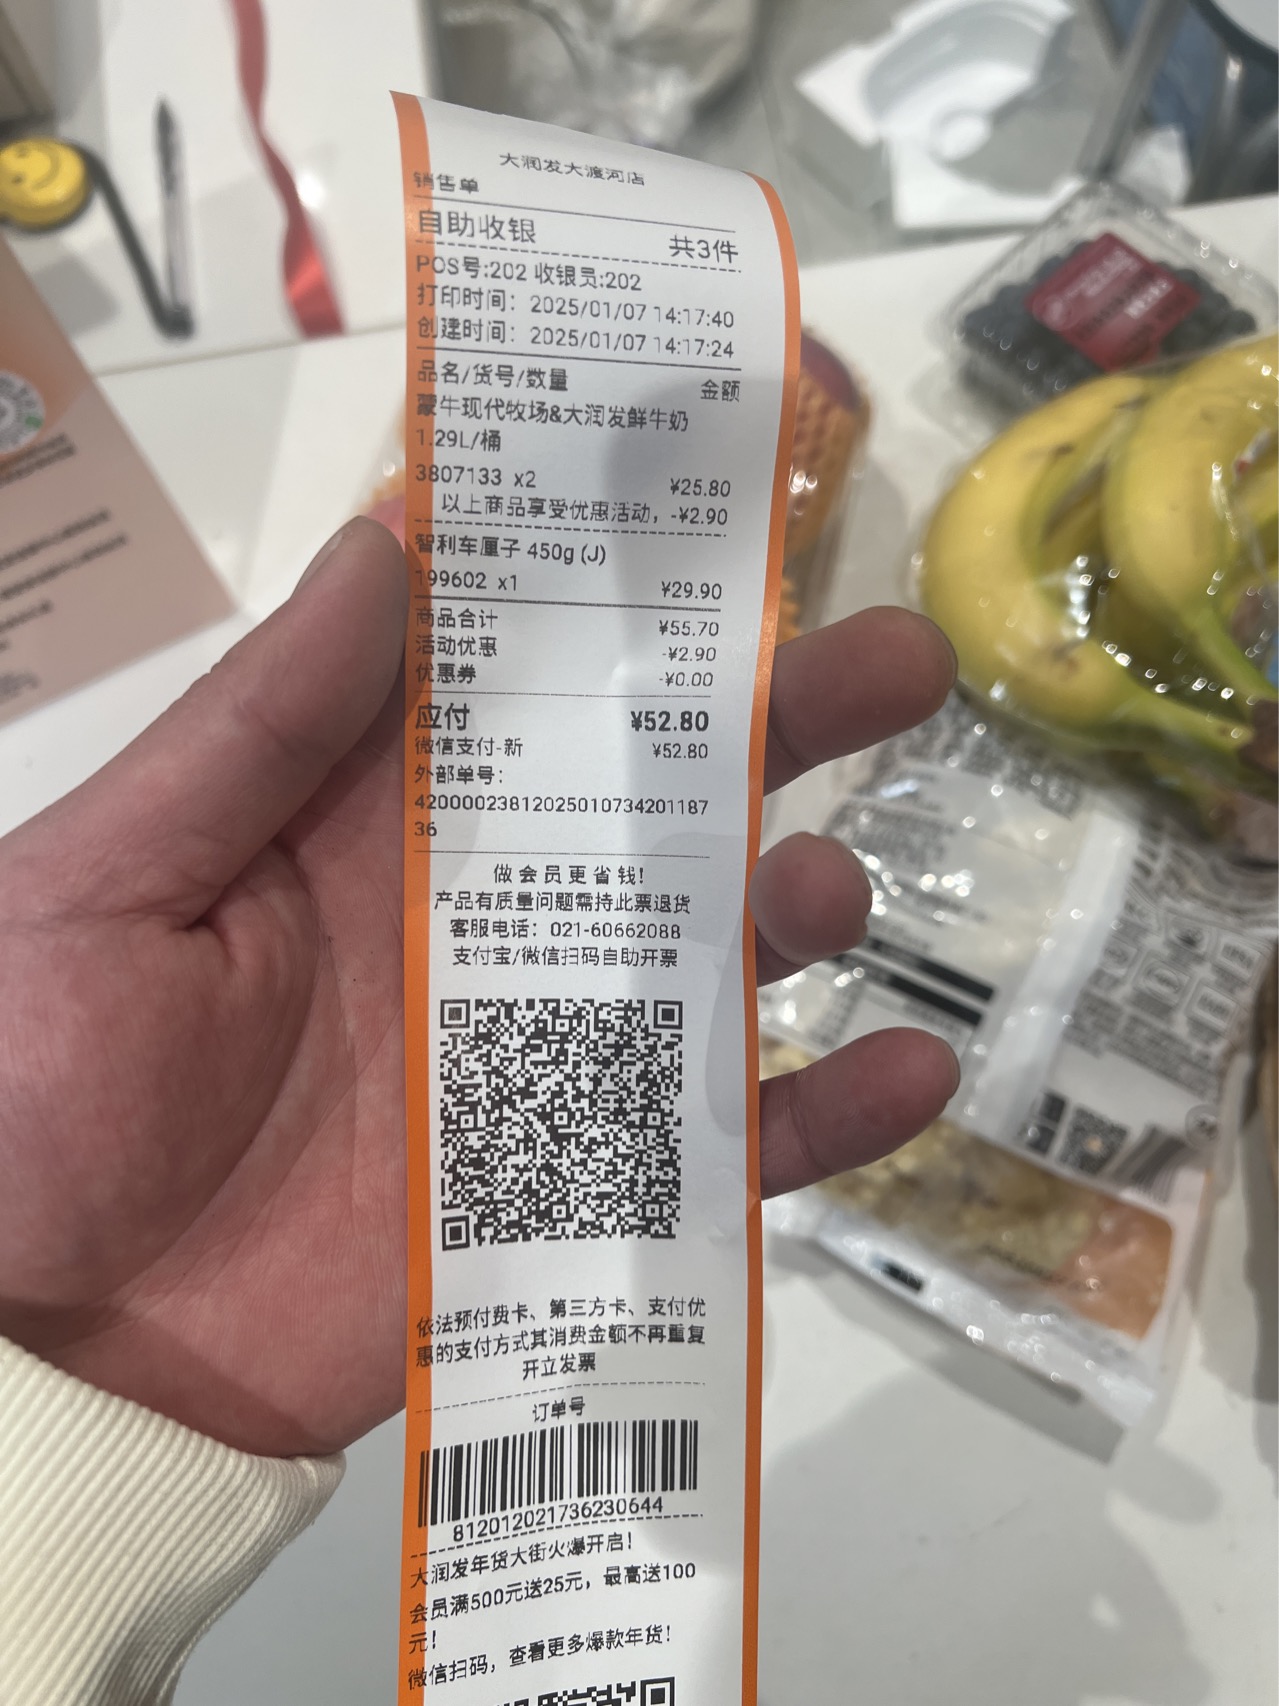 大润发大渡河店
销售单
自助收银 共3件
POS号:202 收银员:202
打印时间: 2025/01/07 14:17:40
创建时间: 2025/01/07 14:17:24
品名/货号/数量 金额
蒙牛现代牧场&大润发鲜牛奶
1.29L/桶
3807133 x2 ¥25.80
以上商品享受优惠活动, -¥2.90
智利车厘子 450g (J)
199602 x1 ¥29.90
商品合计 ¥55.70
活动优惠 -¥2.90
优惠券 -¥0.00
应付 ¥52.80
微信支付-新 ¥52.80
外部单号:
42000023812025010734201187
36
做会员更省钱!
产品有质量问题需持此票退货
客服电话: 021-60662088
支付宝/微信扫码自助开票
依法预付费卡、第三方卡、支付优
惠的支付方式其消费金额不再重复
开立发票
订单号
812012021736230644
大润发年货大街火爆开启!
会员满500元送25元, 最高送100
元!
微信扫码, 查看更多爆款年货!